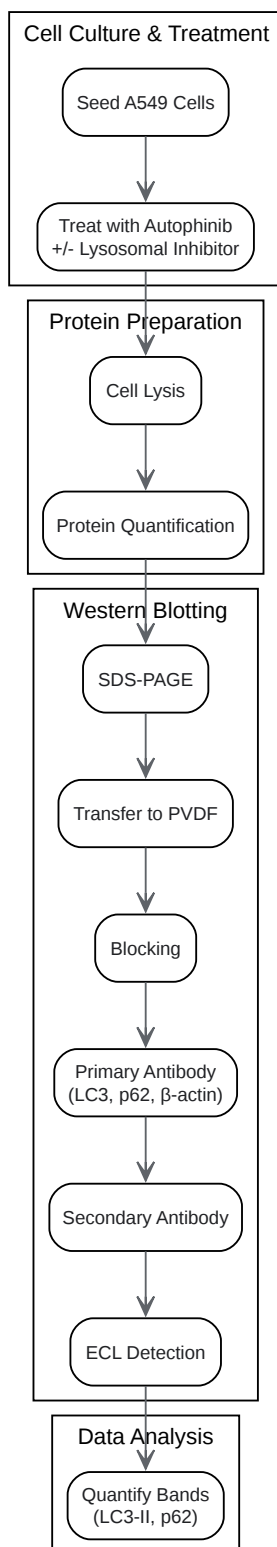 Cell Culture & Treatment
Seed A549 Cells
Treat with Autophinib
+/- Lysosomal Inhibitor
Protein Preparation
Cell Lysis
Protein Quantification
Western Blotting
SDS-PAGE
Transfer to PVDF
Blocking
Primary Antibody
(LC3, p62, β-actin)
Secondary Antibody
ECL Detection
Data Analysis
Quantify Bands
(LC3-II, p62)